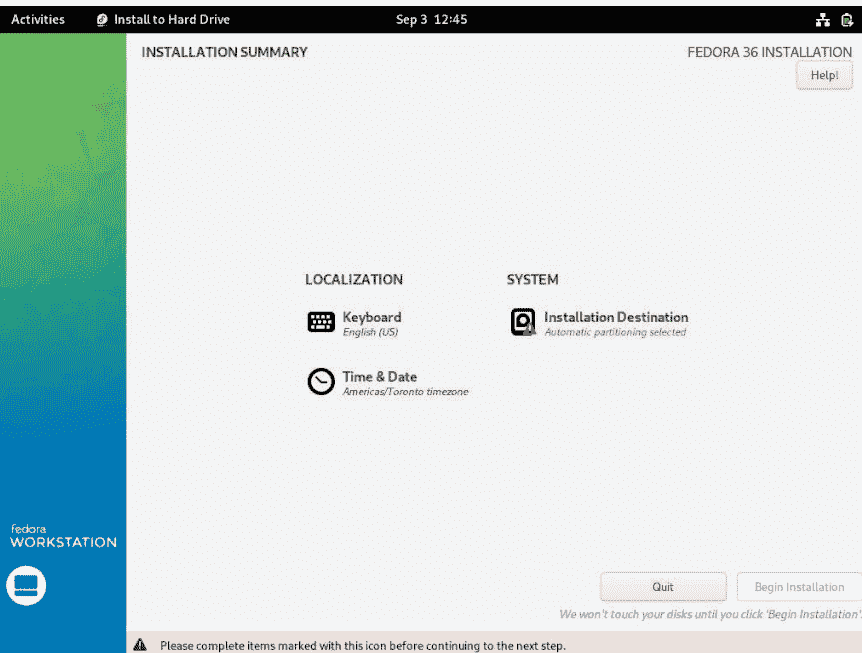 Activities Install to Hard Drive Sep 3 12:45
INSTALLATION SUMMARY
FEDORA 36 INSTALLATION
Help!
LOCALIZATION
SYSTEM
Keyboard
English (US)
Installation Destination
Automatic partitioning selected
Time & Date
Americas/Toronto timezone
fedora
WORKSTATION
Quit
Begin Installation
We won't touch your disks until you click 'Begin Installation'.
Please complete items marked with this icon before continuing to the next step.